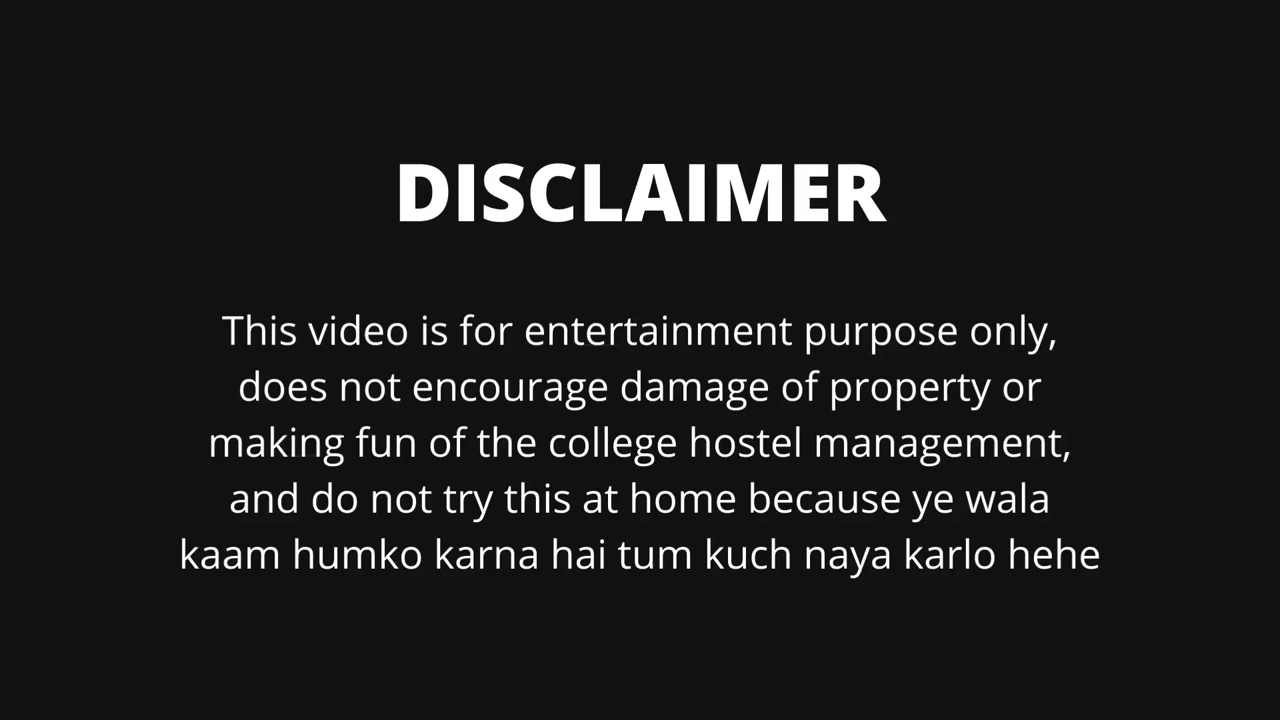 DISCLAIMER
This video is for entertainment purpose only,
does not encourage damage of property or
making fun of the college hostel management,
and do not try this at home because ye wala
kaam humko karna hai tum kuch naya karlo hehe